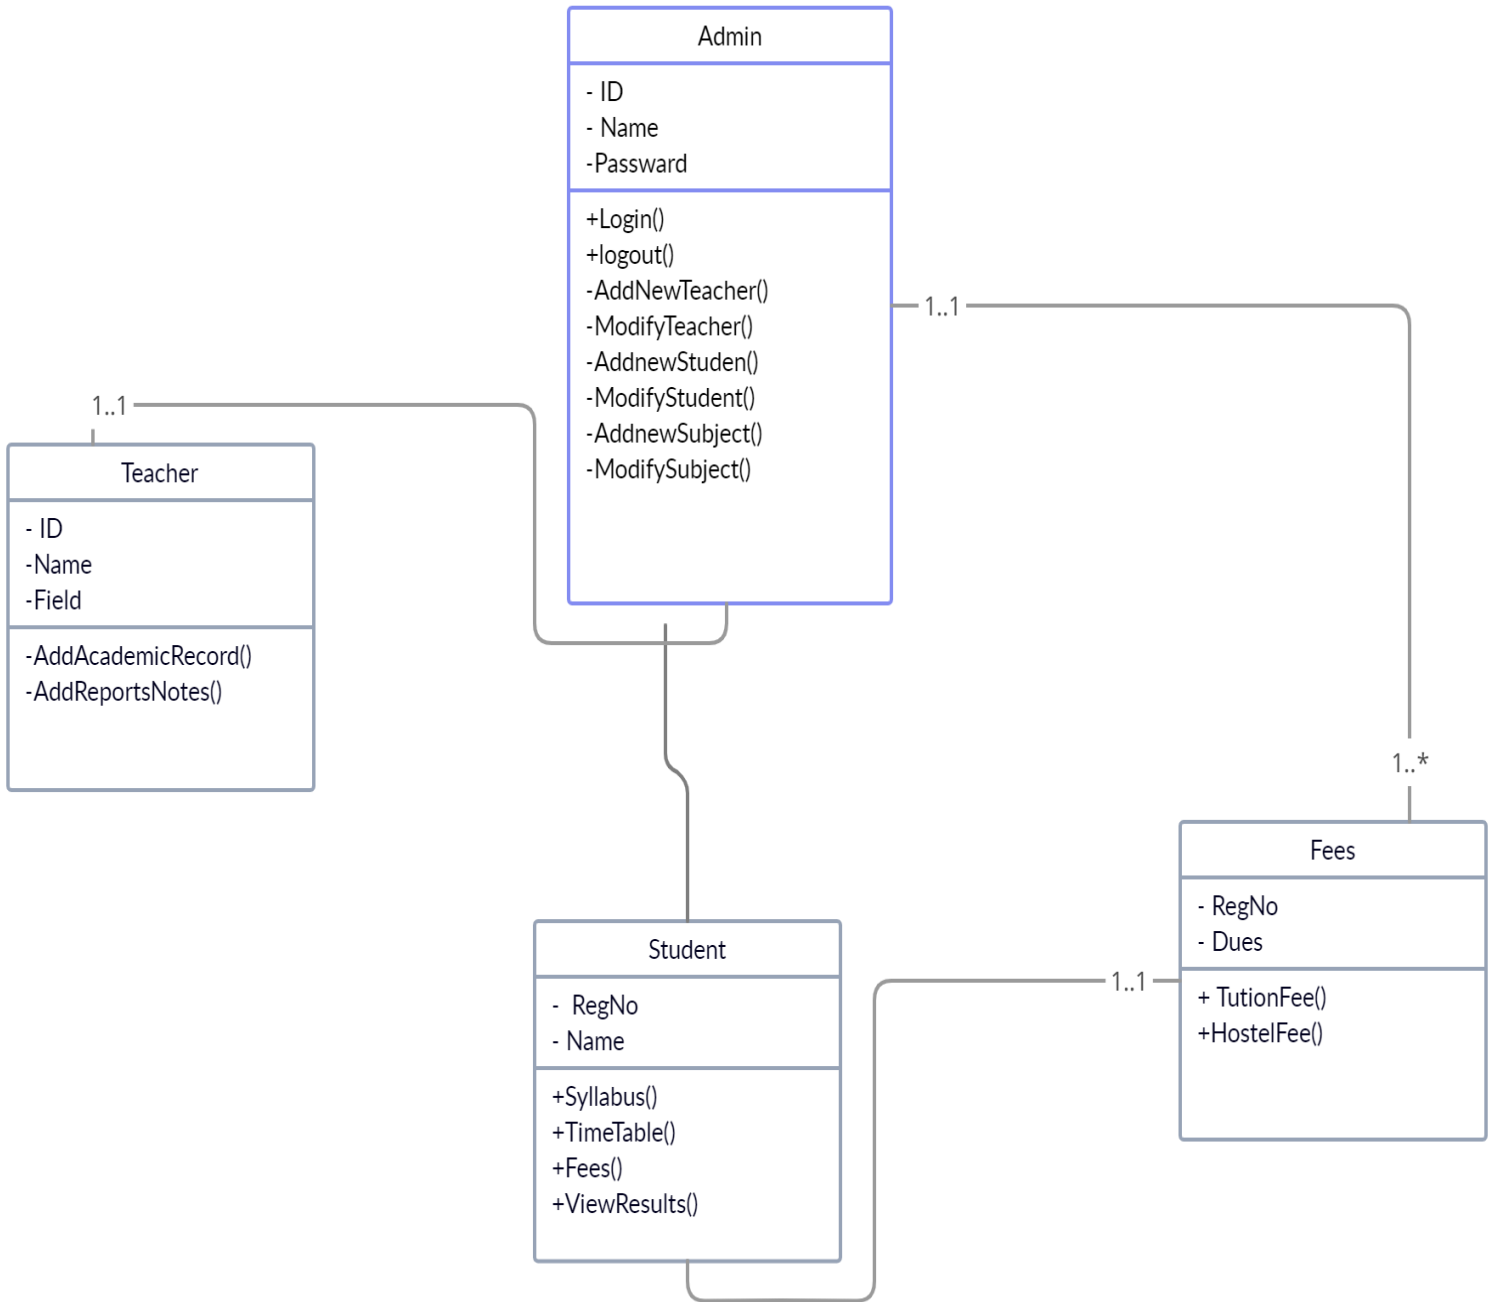 Admin
- ID
- Name
-Passward
+Login()
+logout()
-AddNewTeacher()
-ModifyTeacher()
-AddnewStuden()
-ModifyStudent()
-AddnewSubject()
-ModifySubject()
1..1
1..1
Teacher
- ID
-Name
-Field
-AddAcademicRecord()
-AddReportsNotes()
1..*
Fees
- RegNo
- Dues
+ TutionFee()
+HostelFee()
1..1
Student
- RegNo
- Name
+Syllabus()
+TimeTable()
+Fees()
+ViewResults()